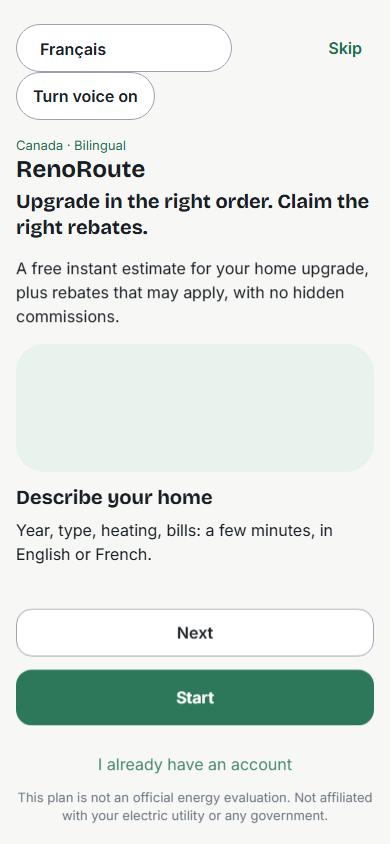 Français
Skip
Turn voice on
Canada · Bilingual
RenoRoute
Upgrade in the right order. Claim the
right rebates.
A free instant estimate for your home upgrade,
plus rebates that may apply, with no hidden
commissions.
Describe your home
Year, type, heating, bills: a few minutes, in
English or French.
Next
Start
I already have an account
This plan is not an official energy evaluation. Not affiliated
with your electric utility or any government.